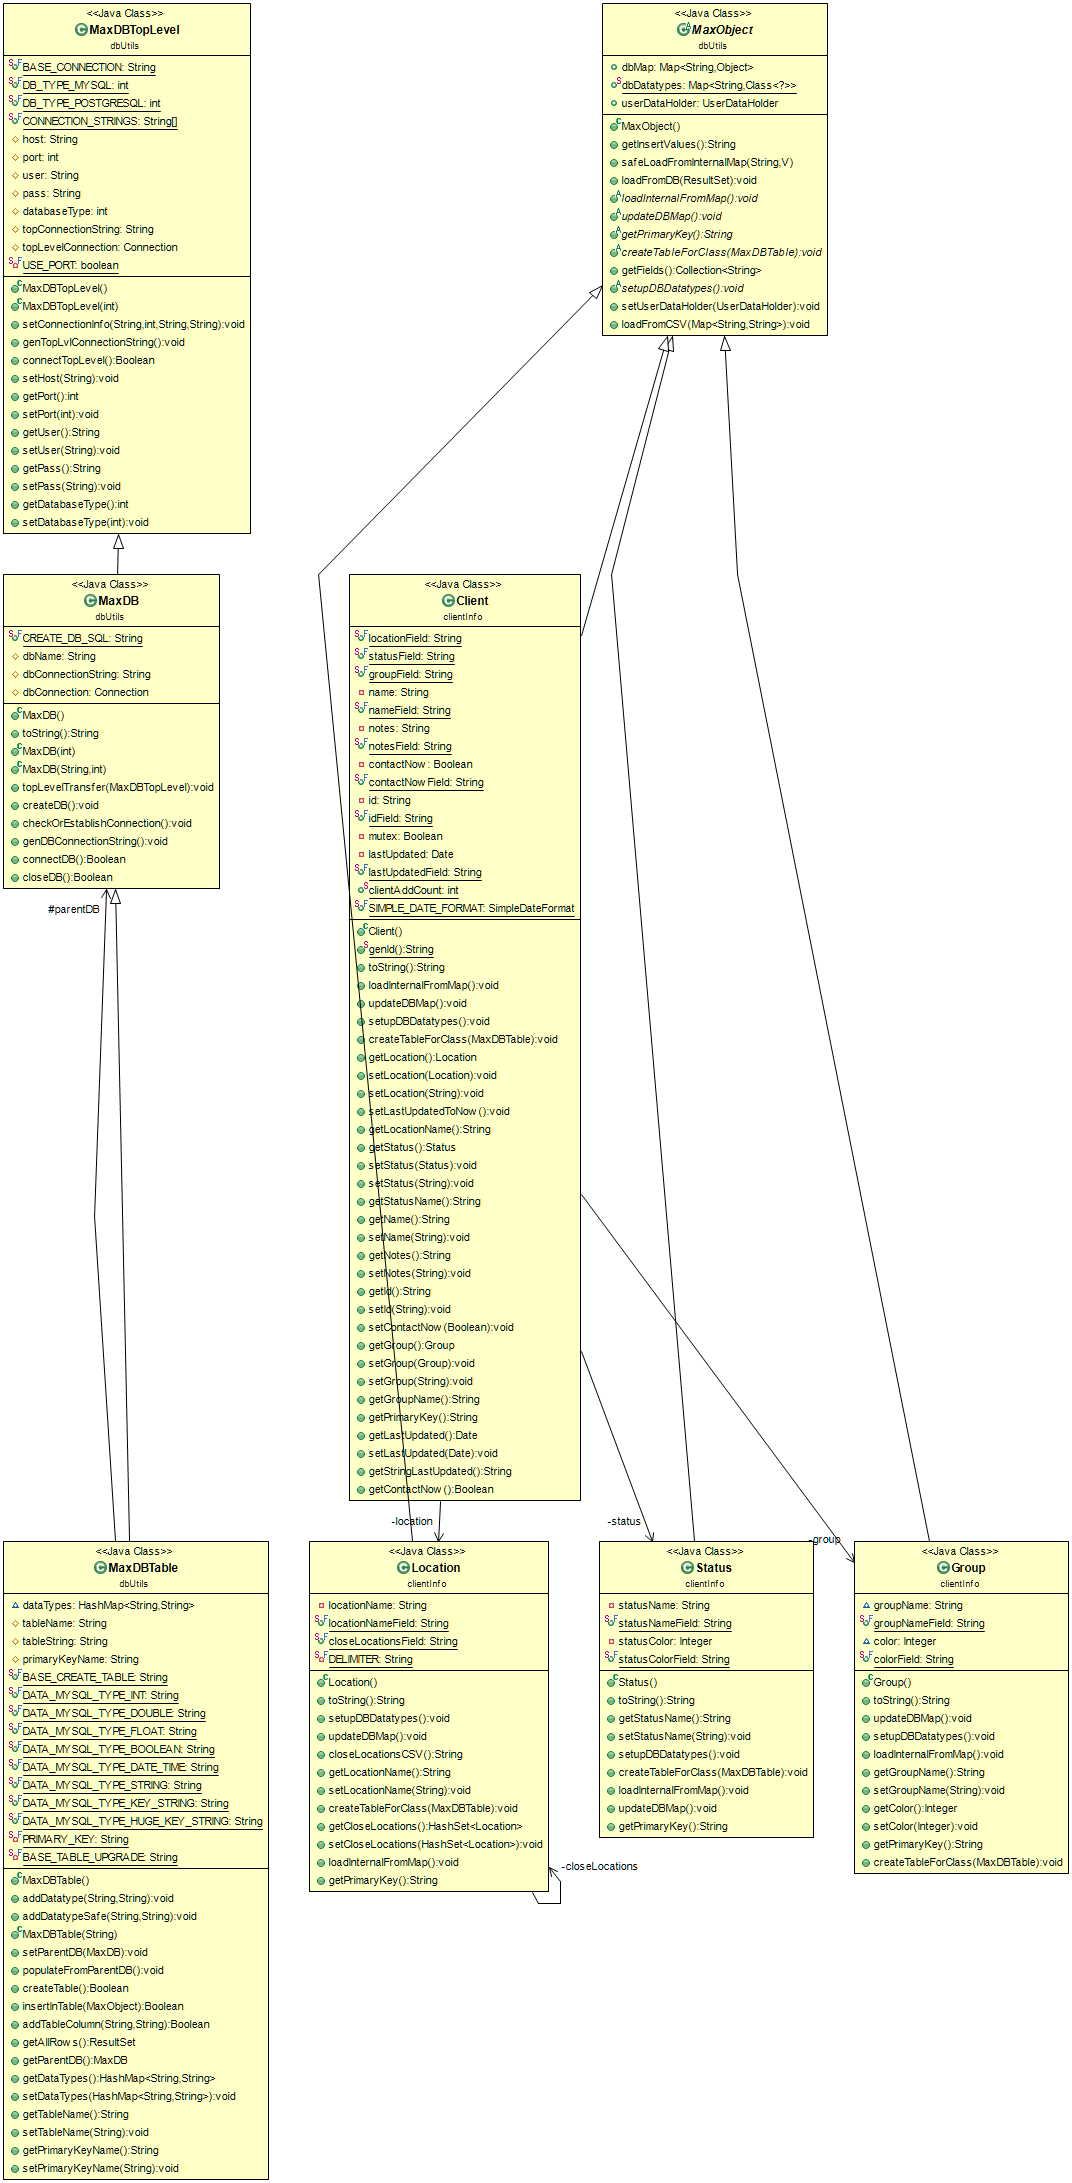 <<Java Class>>
MaxDBTopLevel
dbUtils
BASE_CONNECTION: String
DB_TYPE_MYSQL: int
DB_TYPE_POSTGRESQL: int
CONNECTION_STRINGS: String[]
host: String
port: int
user: String
pass: String
databaseType: int
topConnectionString: String
topLevelConnection: Connection
USE_PORT: boolean
MaxDBTopLevel()
MaxDBTopLevel(int)
setConnectionInfo(String,int,String,String):void
genTopLvlConnectionString():void
connectTopLevel():Boolean
setHost(String):void
getPort():int
setPort(int):void
getUser():String
setUser(String):void
getPass():String
setPass(String):void
getDatabaseType():int
setDatabaseType(int):void
<<Java Class>>
MaxObject
dbUtils
dbMap: Map<String,Object>
dbDatatypes: Map<String,Class<?>>
userDataHolder: UserDataHolder
MaxObject()
getInsertValues():String
safeLoadFromInternalMap(String,V)
loadFromDB(ResultSet):void
loadInternalFromMap():void
updateDBMap():void
getPrimaryKey():String
createTableForClass(MaxDBTable):void
getFields():Collection<String>
setupDBDatatypes():void
setUserDataHolder(UserDataHolder):void
loadFromCSV(Map<String,String>):void
<<Java Class>>
MaxDB
dbUtils
CREATE_DB_SQL: String
dbName: String
dbConnectionString: String
dbConnection: Connection
MaxDB()
toString():String
MaxDB(int)
MaxDB(String,int)
topLevelTransfer(MaxDBTopLevel):void
createDB():void
checkOrEstablishConnection():void
genDBConnectionString():void
connectDB():Boolean
closeDB():Boolean
#parentDB
<<Java Class>>
Client
clientInfo
locationField: String
statusField: String
groupField: String
name: String
nameField: String
notes: String
notesField: String
contactNow: Boolean
contactNowField: String
id: String
idField: String
mutex: Boolean
lastUpdated: Date
lastUpdatedField: String
clientAddCount: int
SIMPLE_DATE_FORMAT: SimpleDateFormat
Client()
genId():String
toString():String
loadInternalFromMap():void
updateDBMap():void
setupDBDatatypes():void
createTableForClass(MaxDBTable):void
getLocation():Location
setLocation(Location):void
setLocation(String):void
setLastUpdatedToNow():void
getLocationName():String
getStatus():Status
setStatus(Status):void
setStatus(String):void
getStatusName():String
getName():String
setName(String):void
getNotes():String
setNotes(String):void
getId():String
setId(String):void
setContactNow(Boolean):void
getGroup():Group
setGroup(Group):void
setGroup(String):void
getGroupName():String
getPrimaryKey():String
getLastUpdated():Date
setLastUpdated(Date):void
getStringLastUpdated():String
getContactNow():Boolean
-location
-status
-group
<<Java Class>>
MaxDBTable
dbUtils
dataTypes: HashMap<String,String>
tableName: String
tableString: String
primaryKeyName: String
BASE_CREATE_TABLE: String
DATA_MYSQL_TYPE_INT: String
DATA_MYSQL_TYPE_DOUBLE: String
DATA_MYSQL_TYPE_FLOAT: String
DATA_MYSQL_TYPE_BOOLEAN: String
DATA_MYSQL_TYPE_DATE_TIME: String
DATA_MYSQL_TYPE_STRING: String
DATA_MYSQL_TYPE_KEY_STRING: String
DATA_MYSQL_TYPE_HUGE_KEY_STRING: String
PRIMARY_KEY: String
BASE_TABLE_UPGRADE: String
MaxDBTable()
addDatatype(String,String):void
addDatatypeSafe(String,String):void
MaxDBTable(String)
setParentDB(MaxDB):void
populateFromParentDB():void
createTable():Boolean
insertInTable(MaxObject):Boolean
addTableColumn(String,String):Boolean
getAllRows():ResultSet
getParentDB():MaxDB
getDataTypes():HashMap<String,String>
setDataTypes(HashMap<String,String>):void
getTableName():String
setTableName(String):void
getPrimaryKeyName():String
setPrimaryKeyName(String):void
<<Java Class>>
Location
clientInfo
locationName: String
locationNameField: String
closeLocationsField: String
DELIMITER: String
Location()
toString():String
setupDBDatatypes():void
updateDBMap():void
closeLocationsCSV():String
getLocationName():String
setLocationName(String):void
createTableForClass(MaxDBTable):void
getCloseLocations():HashSet<Location>
setCloseLocations(HashSet<Location>):void
loadInternalFromMap():void
getPrimaryKey():String
-closeLocations
<<Java Class>>
Status
clientInfo
statusName: String
statusNameField: String
statusColor: Integer
statusColorField: String
Status()
toString():String
getStatusName():String
setStatusName(String):void
setupDBDatatypes():void
createTableForClass(MaxDBTable):void
loadInternalFromMap():void
updateDBMap():void
getPrimaryKey():String
<<Java Class>>
Group
clientInfo
groupName: String
groupNameField: String
color: Integer
colorField: String
Group()
toString():String
updateDBMap():void
setupDBDatatypes():void
loadInternalFromMap():void
getGroupName():String
setGroupName(String):void
getColor():Integer
setColor(Integer):void
getPrimaryKey():String
createTableForClass(MaxDBTable):void